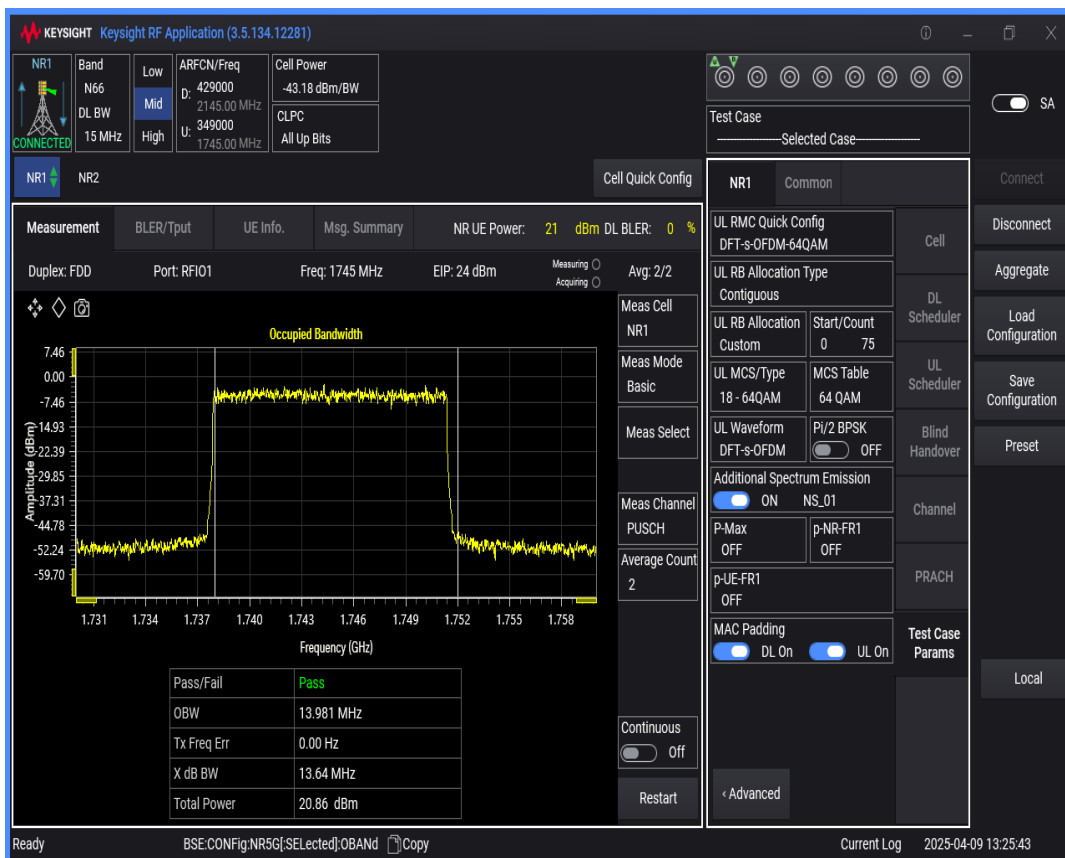 KEYSIGHT Keysight RF Application (3.5.134.12281)
NR1
CONNECTED
Band
N66
DL BW
15 MHz
Low
Mid
High
ARFCN/Freq
D: 429000
2145.00 MHz
U: 349000
1745.00 MHz
Cell Power
-43.18 dBm/BW
CLPC
All Up Bits
Test Case
----------------Selected Case----------------
SA
NR1 NR2
Cell Quick Config
Measurement BLER/Tput UE Info. Msg. Summary NR UE Power: 21 dBm DL BLER: 0 %
Duplex: FDD Port: RFIO1 Freq: 1745 MHz EIP: 24 dBm Measuring Avg: 2/2
Acquiring
Occupied Bandwidth
Amplitude (dBm)
7.46
0.00
-7.46
-14.93
-22.39
-29.85
-37.31
-44.78
-52.24
-59.70
1.731 1.734 1.737 1.740 1.743 1.746 1.749 1.752 1.755 1.758
Frequency (GHz)
Pass/Fail Pass
OBW 13.981 MHz
Tx Freq Err 0.00 Hz
X dB BW 13.64 MHz
Total Power 20.86 dBm
Meas Cell
NR1
Meas Mode
Basic
Meas Select
Meas Channel
PUSCH
Average Count
2
Continuous
Off
Restart
NR1 Common
UL RMC Quick Config
DFT-s-OFDM-64QAM
UL RB Allocation Type
Contiguous
UL RB Allocation
Custom
Start/Count
0 75
UL MCS/Type
18 - 64QAM
MCS Table
64 QAM
UL Waveform
DFT-s-OFDM
Pi/2 BPSK
OFF
Additional Spectrum Emission
ON NS_01
P-Max
OFF
p-NR-FR1
OFF
p-UE-FR1
OFF
MAC Padding
DL On UL On
‹ Advanced
Cell
DL
Scheduler
UL
Scheduler
Blind
Handover
Channel
PRACH
Test Case
Params
Connect
Disconnect
Aggregate
Load
Configuration
Save
Configuration
Preset
Local
Ready BSE:CONFig:NR5G[:SELected]:OBANd Copy Current Log 2025-04-09 13:25:43